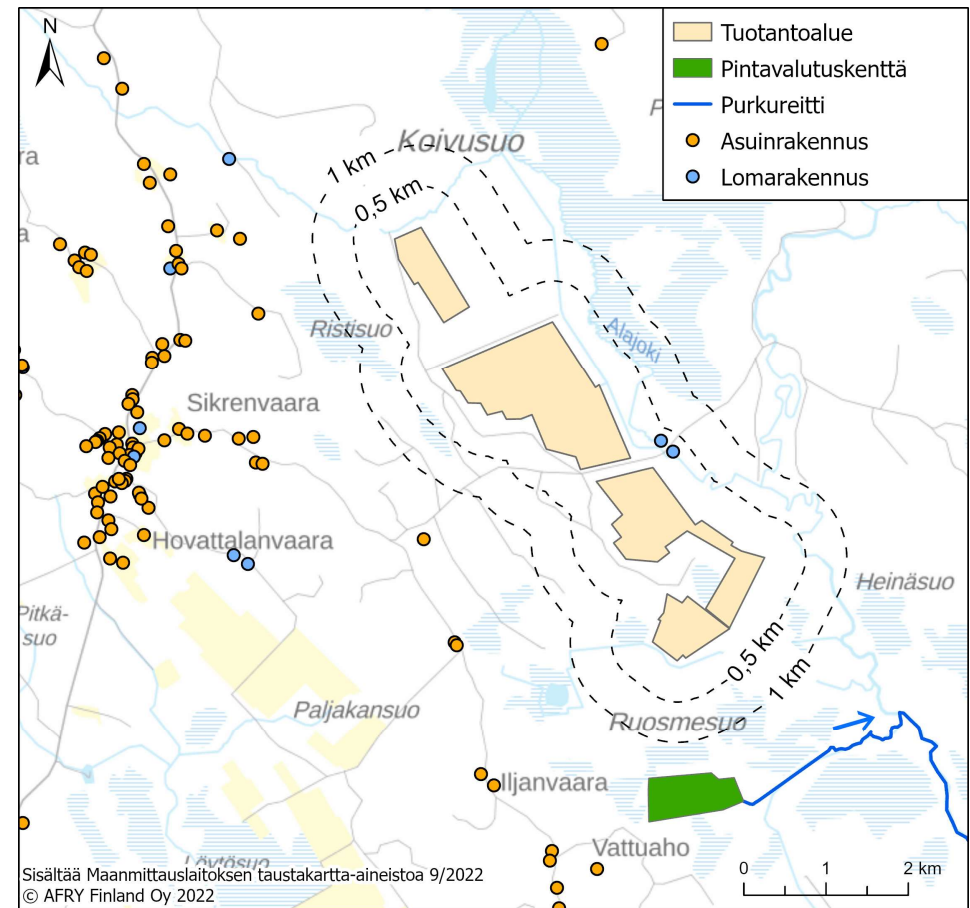 N
Tuotantoalue
Pintavalutuskenttä
Purkureitti
Asuinrakennus
Lomarakennus
P
Koivusuo
1 km
0,5 km
ra
a
Ristisuo
Alajoki
Sikrenvaara
Hovattalanvaara
Heinäsuo
Pitkä-
suo
0,5 km
1 km
Paljakansuo
Ruosmesuo
Iljanvaara
Vattuaho
Löytösuo
0 1 2 km
Sisältää Maanmittauslaitoksen taustakartta-aineistoa 9/2022
© AFRY Finland Oy 2022